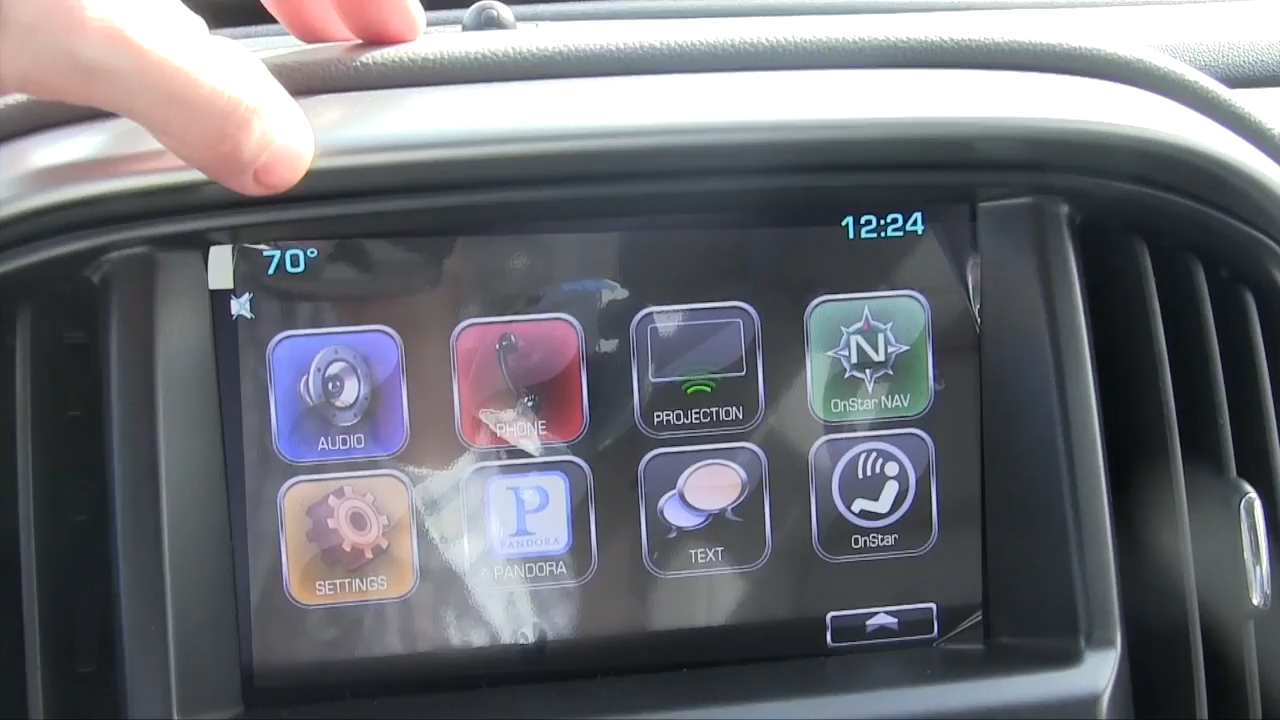 70°
12:24
AUDIO
PHONE
PROJECTION
N
OnStar NAV
SETTINGS
P
PANDORA
PANDORA
TEXT
OnStar